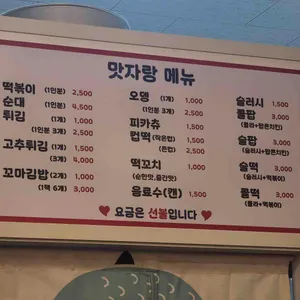 맛자랑 메뉴
떡볶이 (1인분) 2,500
순대 (1인분) 4,500
튀김 (1개) 1,000
(1인분 3개) 2,500
고추튀김 (1개) 1,500
(3개) 4,000
꼬마김밥 (2개) 1,000
(1팩 6개) 3,000
오뎅 (1개) 1,000
(1인분 3개) 2,500
피카츄 1,500
컵떡 (작은컵) 1,500
(큰컵) 2,500
떡꼬치 1,000
(순한맛,중간맛)
음료수(캔) 1,500
슬러시 1,500
콜팝 3,000
(콜라+팝콘치킨)
슬팝 3,000
(슬러시+팝콘치킨)
슬떡 3,000
(슬러시+떡볶이)
콜떡 3,000
(콜라+떡볶이)
♥ 요금은 선불입니다 ♥